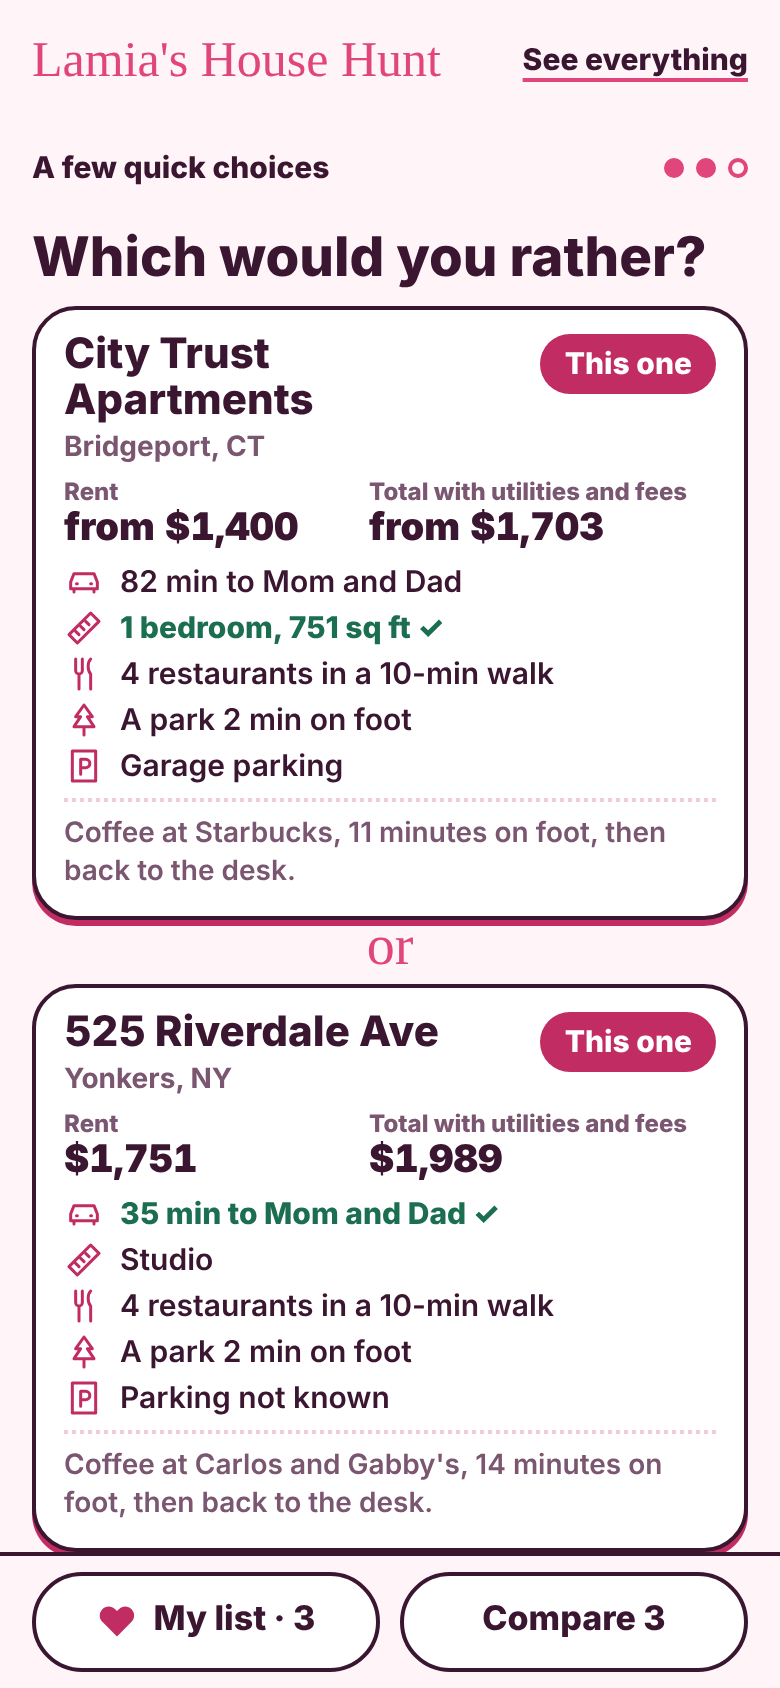 Lamia's House Hunt
See everything
A few quick choices
Which would you rather?
City Trust
Apartments
This one
Bridgeport, CT
Rent
Total with utilities and fees
from $1,400
from $1,703
82 min to Mom and Dad
1 bedroom, 751 sq ft ✓
4 restaurants in a 10-min walk
A park 2 min on foot
P Garage parking
Coffee at Starbucks, 11 minutes on foot, then
back to the desk.
or
525 Riverdale Ave
This one
Yonkers, NY
Rent
Total with utilities and fees
$1,751
$1,989
35 min to Mom and Dad ✓
Studio
4 restaurants in a 10-min walk
A park 2 min on foot
P Parking not known
Coffee at Carlos and Gabby's, 14 minutes on
foot, then back to the desk.
My list · 3
Compare 3